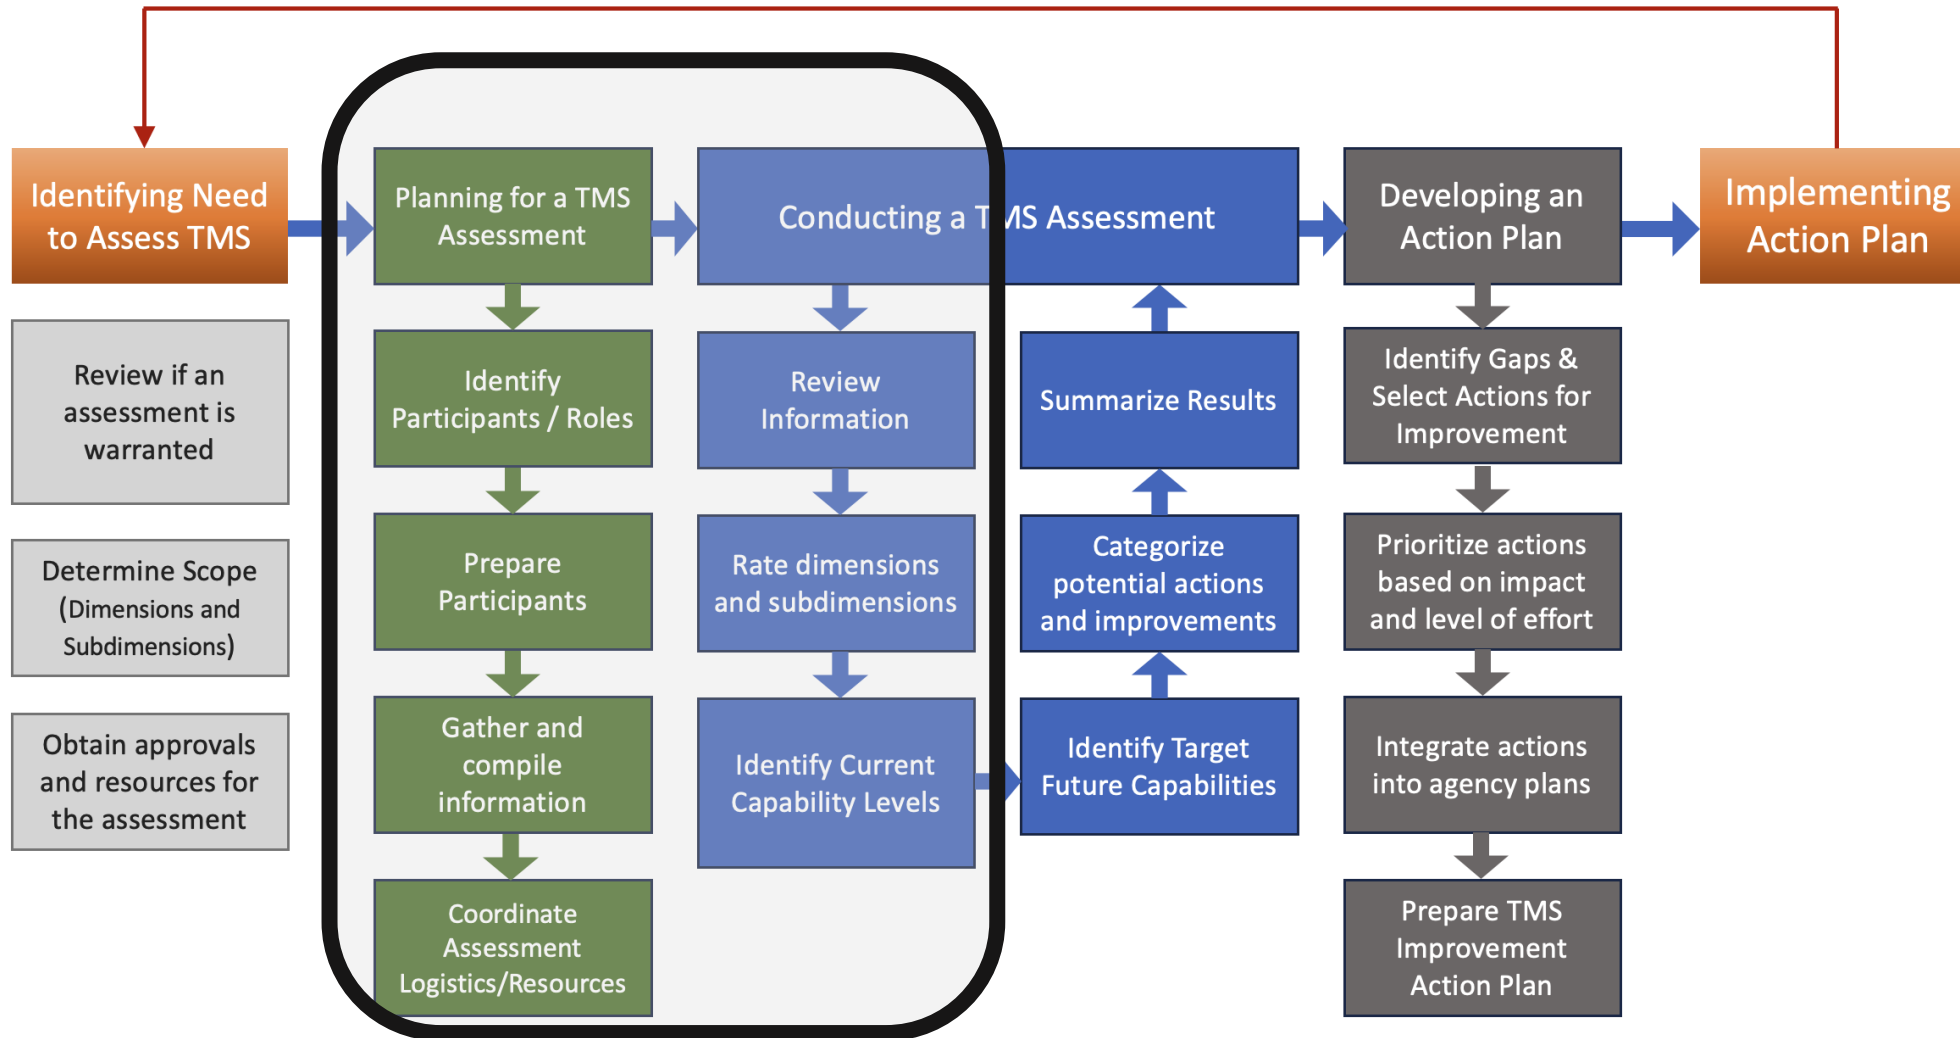 Identifying Need
to Assess TMS
Review if an
assessment is
warranted
Determine Scope
(Dimensions and
Subdimensions)
Obtain approvals
and resources for
the assessment
Planning for a TMS
Assessment
Identify
Participants / Roles
Prepare
Participants
Gather and
compile
information
Coordinate
Assessment
Logistics/Resources
Conducting a TMS Assessment
Review
Information
Rate dimensions
and subdimensions
Identify Current
Capability Levels
Identify Target
Future Capabilities
Categorize
potential actions
and improvements
Summarize Results
Developing an
Action Plan
Identify Gaps &
Select Actions for
Improvement
Prioritize actions
based on impact
and level of effort
Integrate actions
into agency plans
Prepare TMS
Improvement
Action Plan
Implementing
Action Plan